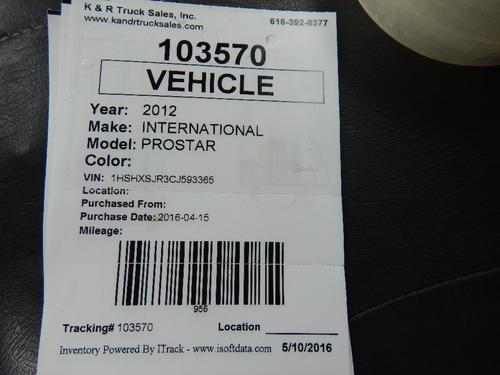 K & R Truck Sales, Inc.
www.kandrtrucksales.com 616-392-8377
103570
VEHICLE
Year: 2012
Make: INTERNATIONAL
Model: PROSTAR
Color:
VIN: 1HSHXSJR3CJ593365
Location:
Purchased From:
Purchase Date: 2016-04-15
Mileage:
956
Tracking# 103570 Location
Inventory Powered By ITrack - www.isoftdata.com 5/10/2016